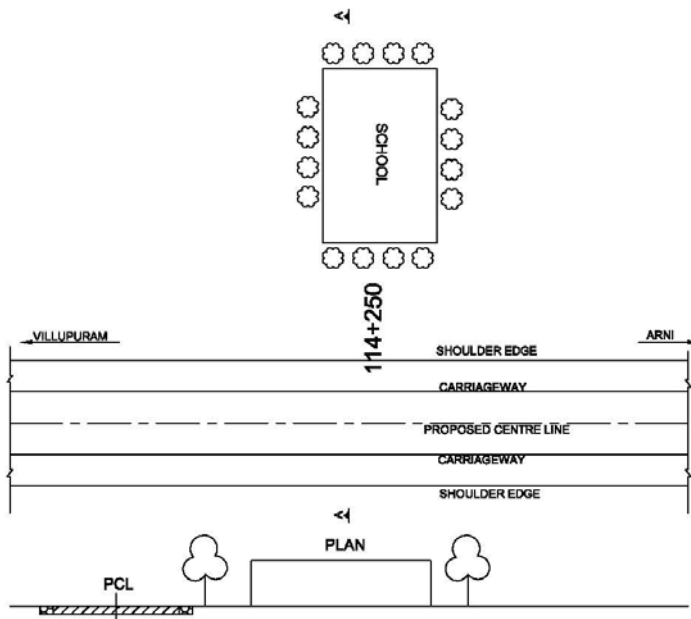 A
SCHOOL
114+250
VILLUPURAM
ARNI
SHOULDER EDGE
CARRIAGEWAY
PROPOSED CENTRE LINE
CARRIAGEWAY
SHOULDER EDGE
A
PLAN
PCL